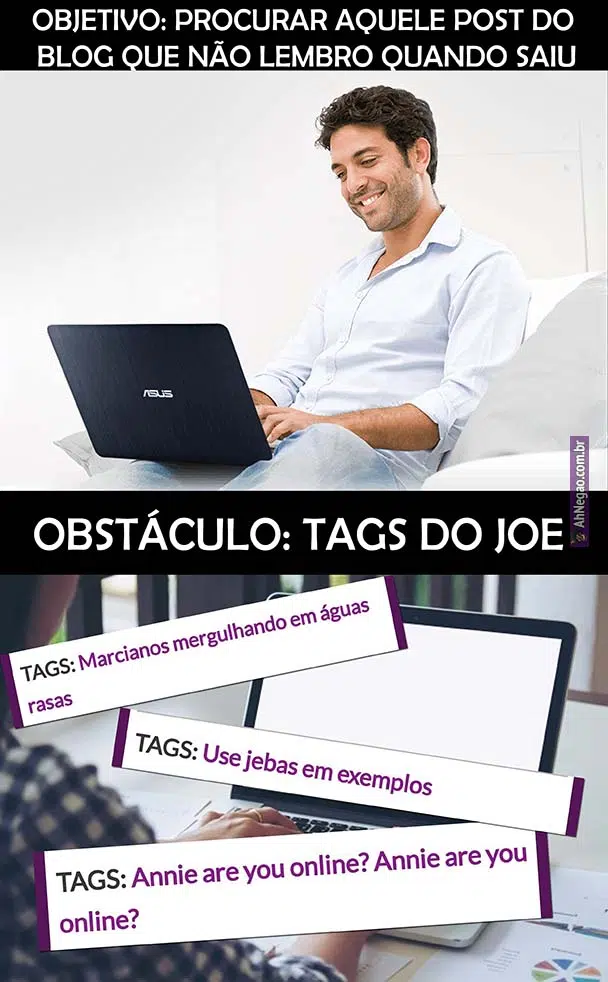 OBJETIVO: PROCURAR AQUELE POST DO
BLOG QUE NÃO LEMBRO QUANDO SAIU
ASUS
AhNegao.com.br
OBSTÁCULO: TAGS DO JOE
TAGS: Marcianos mergulhando em águas
rasas
TAGS: Use jebas em exemplos
TAGS: Annie are you online? Annie are you
online?